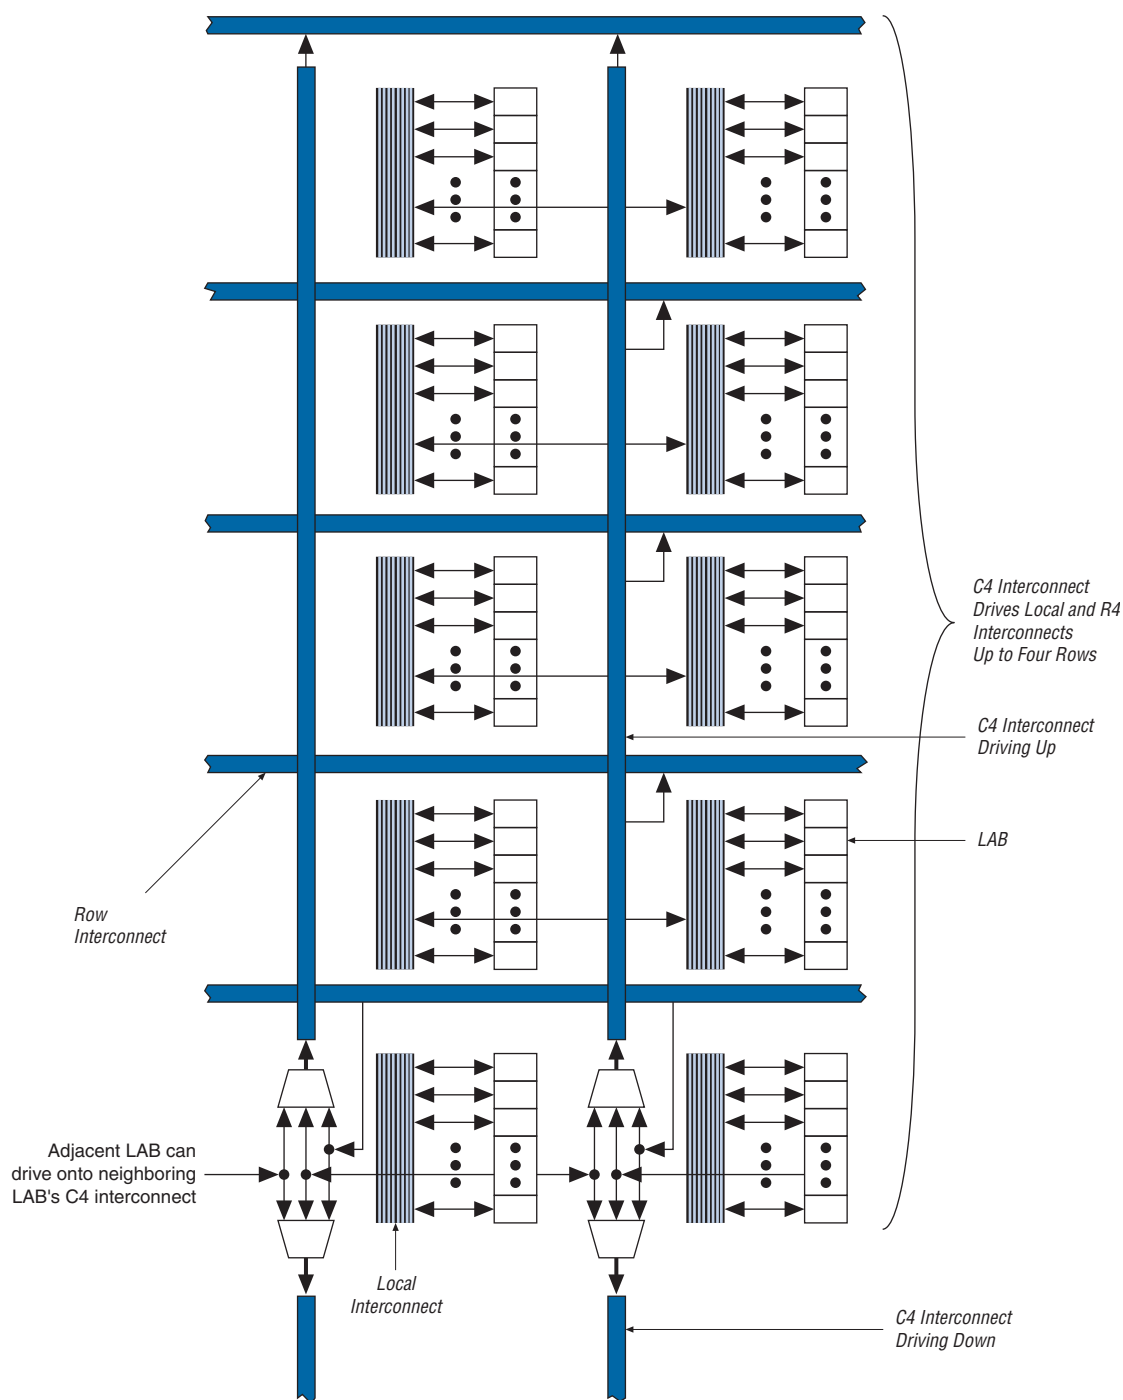 C4 Interconnect
Drives Local and R4
Interconnects
Up to Four Rows
C4 Interconnect
Driving Up
LAB
Row
Interconnect
Adjacent LAB can
drive onto neighboring
LAB's C4 interconnect
Local
Interconnect
C4 Interconnect
Driving Down